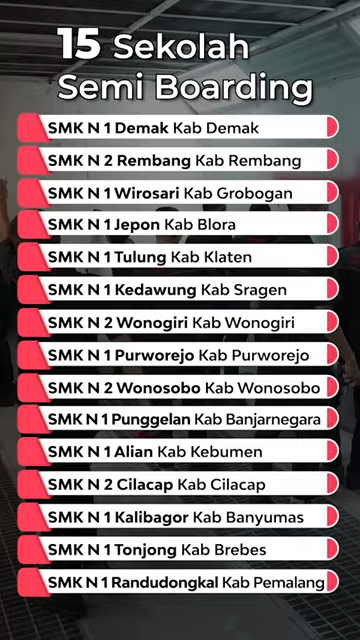 15 Sekolah
Semi Boarding
SMK N 1 Demak Kab Demak
SMK N 2 Rembang Kab Rembang
SMK N 1 Wirosari Kab Grobogan
SMK N 1 Jepon Kab Blora
SMK N 1 Tulung Kab Klaten
SMK N 1 Kedawung Kab Sragen
SMK N 2 Wonogiri Kab Wonogiri
SMK N 1 Purworejo Kab Purworejo
SMK N 2 Wonosobo Kab Wonosobo
SMK N 1 Punggelan Kab Banjarnegara
SMK N 1 Alian Kab Kebumen
SMK N 2 Cilacap Kab Cilacap
SMK N 1 Kalibagor Kab Banyumas
SMK N 1 Tonjong Kab Brebes
SMK N 1 Randudongkal Kab Pemalang